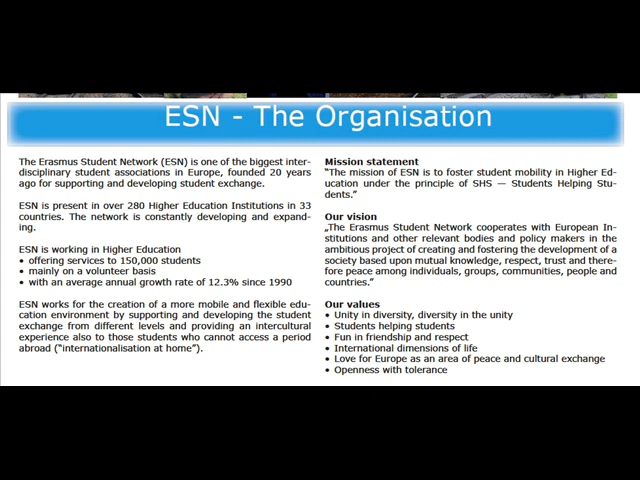 ESN - The Organisation
The Erasmus Student Network (ESN) is one of the biggest inter-
disciplinary student associations in Europe, founded 20 years
ago for supporting and developing student exchange.
ESN is present in over 280 Higher Education Institutions in 33
countries. The network is constantly developing and expand-
ing.
ESN is working in Higher Education
• offering services to 150,000 students
• mainly on a volunteer basis
• with an average annual growth rate of 12.3% since 1990
ESN works for the creation of a more mobile and flexible edu-
cation environment by supporting and developing the student
exchange from different levels and providing an intercultural
experience also to those students who cannot access a period
abroad (“internationalisation at home”).
Mission statement
“The mission of ESN is to foster student mobility in Higher Ed-
ucation under the principle of SHS — Students Helping Stu-
dents.”
Our vision
„The Erasmus Student Network cooperates with European In-
stitutions and other relevant bodies and policy makers in the
ambitious project of creating and fostering the development of a
society based upon mutual knowledge, respect, trust and there-
fore peace among individuals, groups, communities, people and
countries.”
Our values
• Unity in diversity, diversity in the unity
• Students helping students
• Fun in friendship and respect
• International dimensions of life
• Love for Europe as an area of peace and cultural exchange
• Openness with tolerance